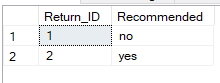 Return_ID Recommended
1 1 no
2 2 yes